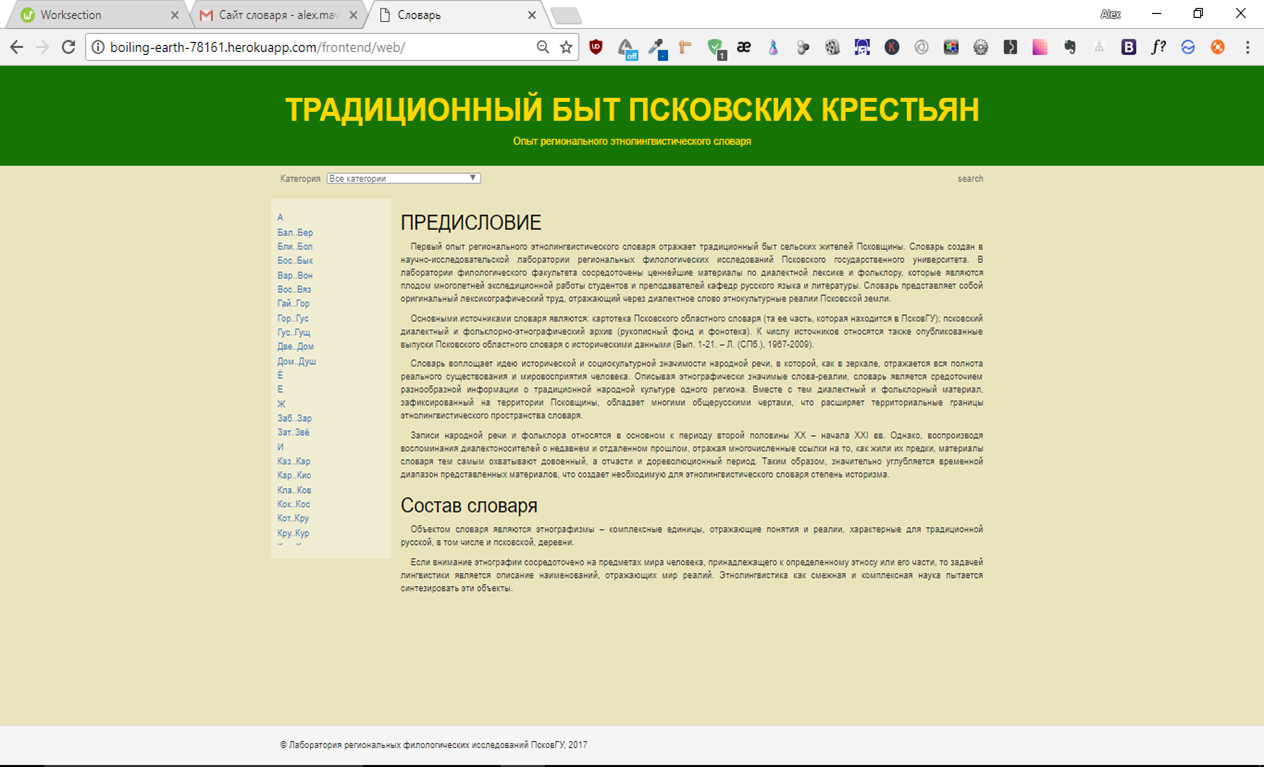 Worksection
Сайт словаря - alex.mav
Словарь
Alex
boiling-earth-78161.herokuapp.com/frontend/web/
off
1
ТРАДИЦИОННЫЙ БЫТ ПСКОВСКИХ КРЕСТЬЯН
Опыт регионального этнолингвистического словаря
Категория Все категории search
А
Бал..Бер
Бли..Бол
Бос..Бык
Вар..Вон
Вос..Вяз
Гай..Гор
Гор..Гус
Гус..Гущ
Две..Дом
Дом..Душ
Ё
Е
Ж
Заб..Зар
Зат..Звё
И
Каз..Кар
Кар..Кис
Кла..Ков
Кок..Кос
Кот..Кру
Кру..Кур
ПРЕДИСЛОВИЕ
Первый опыт регионального этнолингвистического словаря отражает традиционный быт сельских жителей Псковщины. Словарь создан в
научно-исследовательской лаборатории региональных филологических исследований Псковского государственного университета. В
лаборатории филологического факультета сосредоточены ценнейшие материалы по диалектной лексике и фольклору, которые являются
плодом многолетней экспедиционной работы студентов и преподавателей кафедр русского языка и литературы. Словарь представляет собой
оригинальный лексикографический труд, отражающий через диалектное слово этнокультурные реалии Псковской земли.
Основными источниками словаря являются: картотека Псковского областного словаря (та ее часть, которая находится в ПсковГУ); псковский
диалектный и фольклорно-этнографический архив (рукописный фонд и фонотека). К числу источников относятся также опубликованные
выпуски Псковского областного словаря с историческими данными (Вып. 1-21. – Л. (СПб.), 1967-2009).
Словарь воплощает идею исторической и социокультурной значимости народной речи, в которой, как в зеркале, отражается вся полнота
реального существования и мировосприятия человека. Описывая этнографически значимые слова-реалии, словарь является средоточием
разнообразной информации о традиционной народной культуре одного региона. Вместе с тем диалектный и фольклорный материал,
зафиксированный на территории Псковщины, обладает многими общерусскими чертами, что расширяет территориальные границы
этнолингвистического пространства словаря.
Записи народной речи и фольклора относятся в основном к периоду второй половины XX – начала XXI вв. Однако, воспроизводя
воспоминания диалектоносителей о недавнем и отдаленном прошлом, отражая многочисленные ссылки на то, как жили их предки, материалы
словаря тем самым охватывают довоенный, а отчасти и дореволюционный период. Таким образом, значительно углубляется временной
диапазон представленных материалов, что создает необходимую для этнолингвистического словаря степень историзма.
Состав словаря
Объектом словаря являются этнографизмы – комплексные единицы, отражающие понятия и реалии, характерные для традиционной
русской, в том числе и псковской, деревни.
Если внимание этнографии сосредоточено на предметах мира человека, принадлежащего к определенному этносу или его части, то задачей
лингвистики является описание наименований, отражающих мир реалий. Этнолингвистика как смежная и комплексная наука пытается
синтезировать эти объекты.
© Лаборатория региональных филологических исследований ПсковГУ, 2017